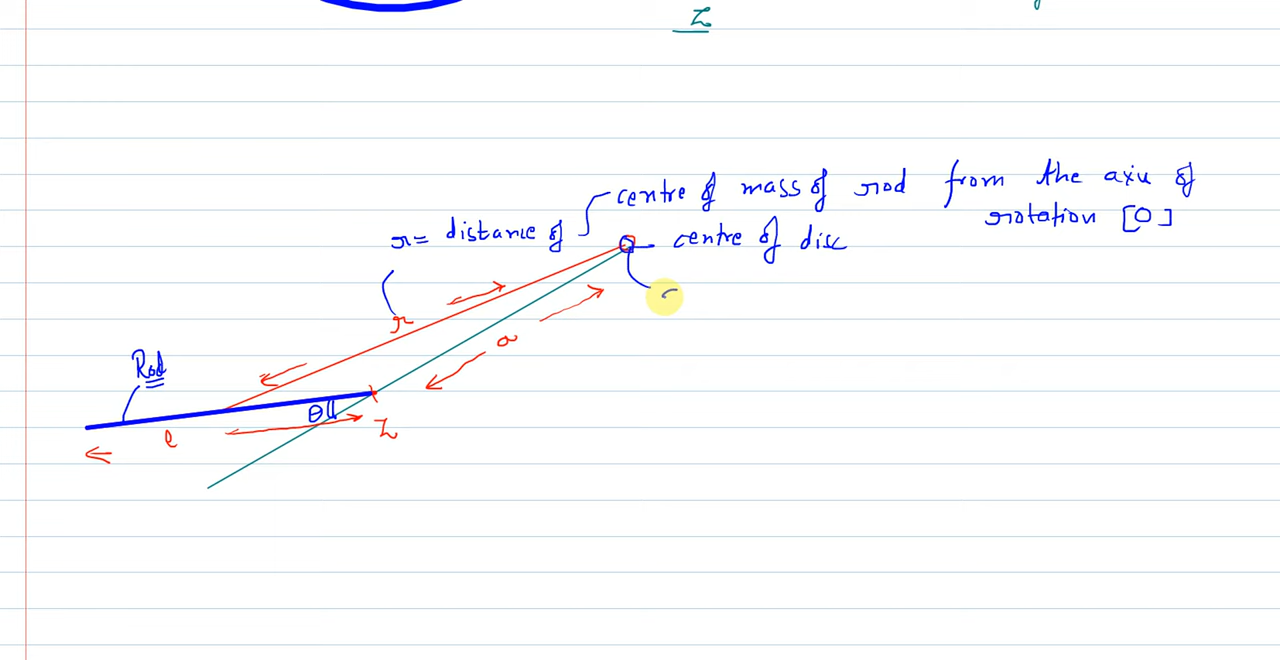 centre of mass of rod from the axis of
rotation [O]
r= distance of
centre of disc
r
a
Rod
θ
l